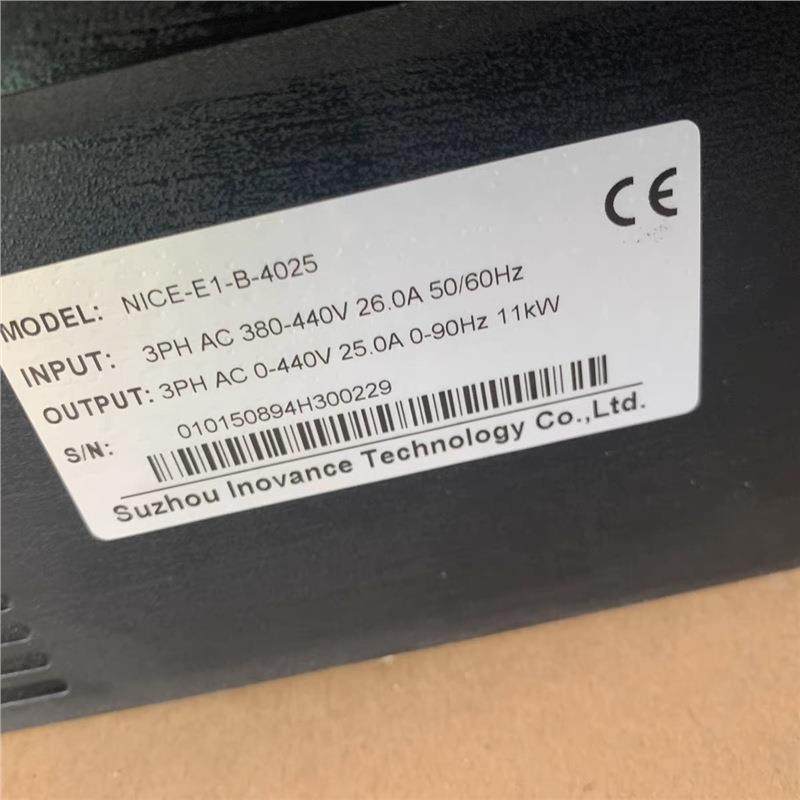 CE
MODEL: NICE-E1-B-4025
INPUT: 3PH AC 380-440V 26.0A 50/60Hz
OUTPUT: 3PH AC 0-440V 25.0A 0-90Hz 11kW
S/N: 010150894H300229
Suzhou Inovance Technology Co.,Ltd.